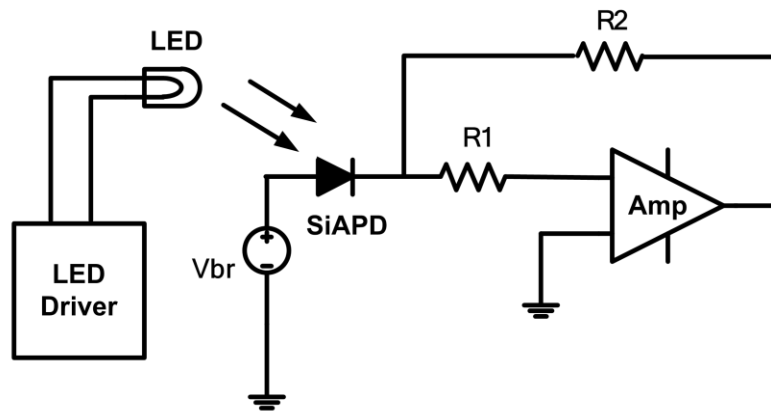 LED
R2
R1
Amp
SiAPD
Vbr
LED
Driver